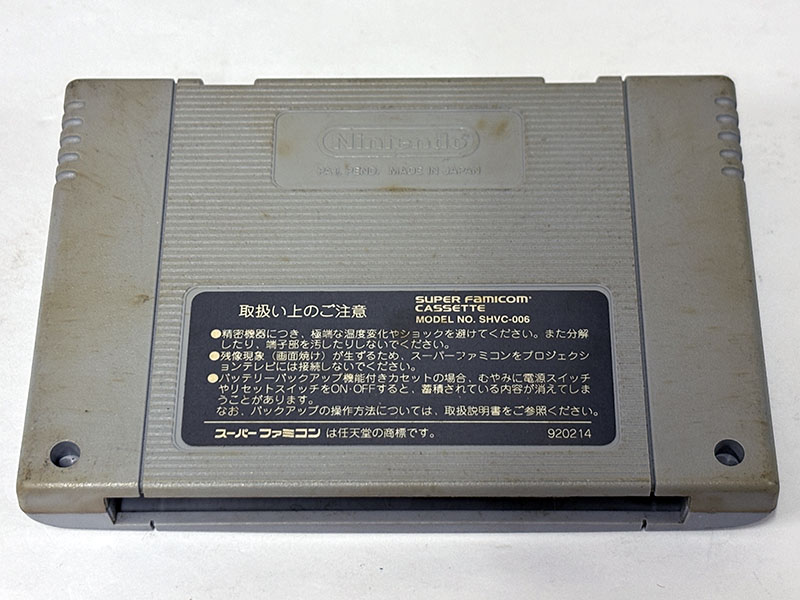 Nintendo
PAT. PEND. MADE IN JAPAN
取扱い上のご注意
SUPER FAMICOM
CASSETTE
MODEL NO. SHVC-006
●精密機器につき、極端な温度変化やショックを避けてください。また分解
したり、端子部を汚したりしないでください。
●残像現象（画面焼け）が生ずるため、スーパーファミコンをプロジェクシ
ョンテレビには接続しないでください。
●バッテリーバックアップ機能付きカセットの場合、むやみに電源スイッチ
やリセットスイッチをON・OFFすると、蓄積されている内容が消えてしま
うことがあります。
なお、バックアップの操作方法については、取扱説明書をご参照ください。
スーパーファミコンは任天堂の商標です。
920214